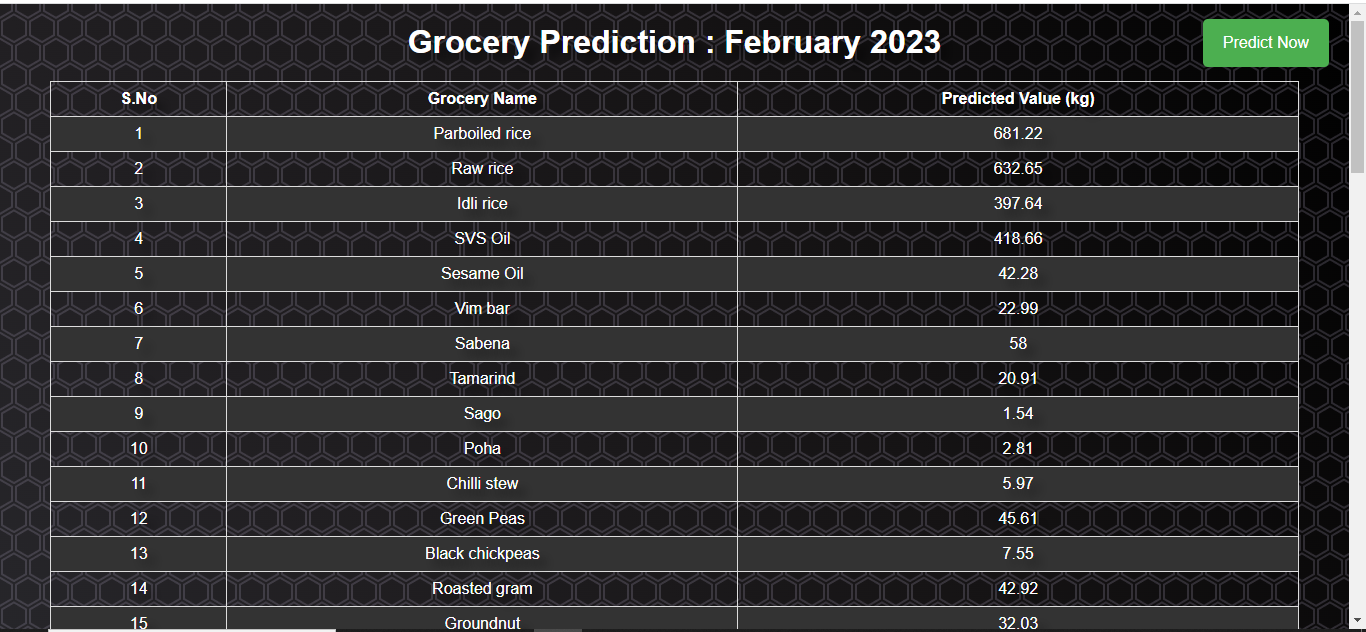 Grocery Prediction : February 2023
Predict Now
S.No Grocery Name Predicted Value (kg)
1 Parboiled rice 681.22
2 Raw rice 632.65
3 Idli rice 397.64
4 SVS Oil 418.66
5 Sesame Oil 42.28
6 Vim bar 22.99
7 Sabena 58
8 Tamarind 20.91
9 Sago 1.54
10 Poha 2.81
11 Chilli stew 5.97
12 Green Peas 45.61
13 Black chickpeas 7.55
14 Roasted gram 42.92
15 Groundnut 32.03